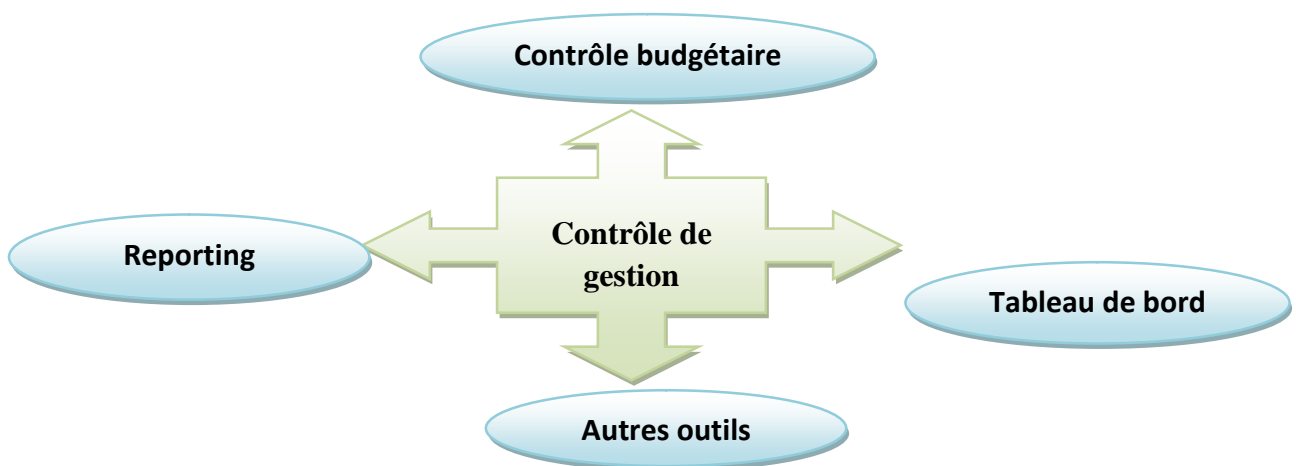 Contrôle budgétaire
Reporting
Contrôle de
gestion
Tableau de bord
Autres outils